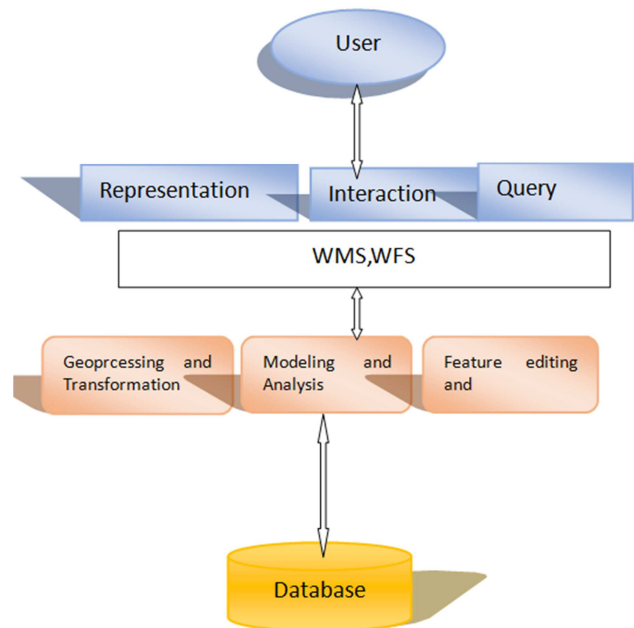 User
Representation
Interaction
Query
WMS,WFS
Geoprcessing and
Transformation
Modeling and
Analysis
Feature editing
and
Database